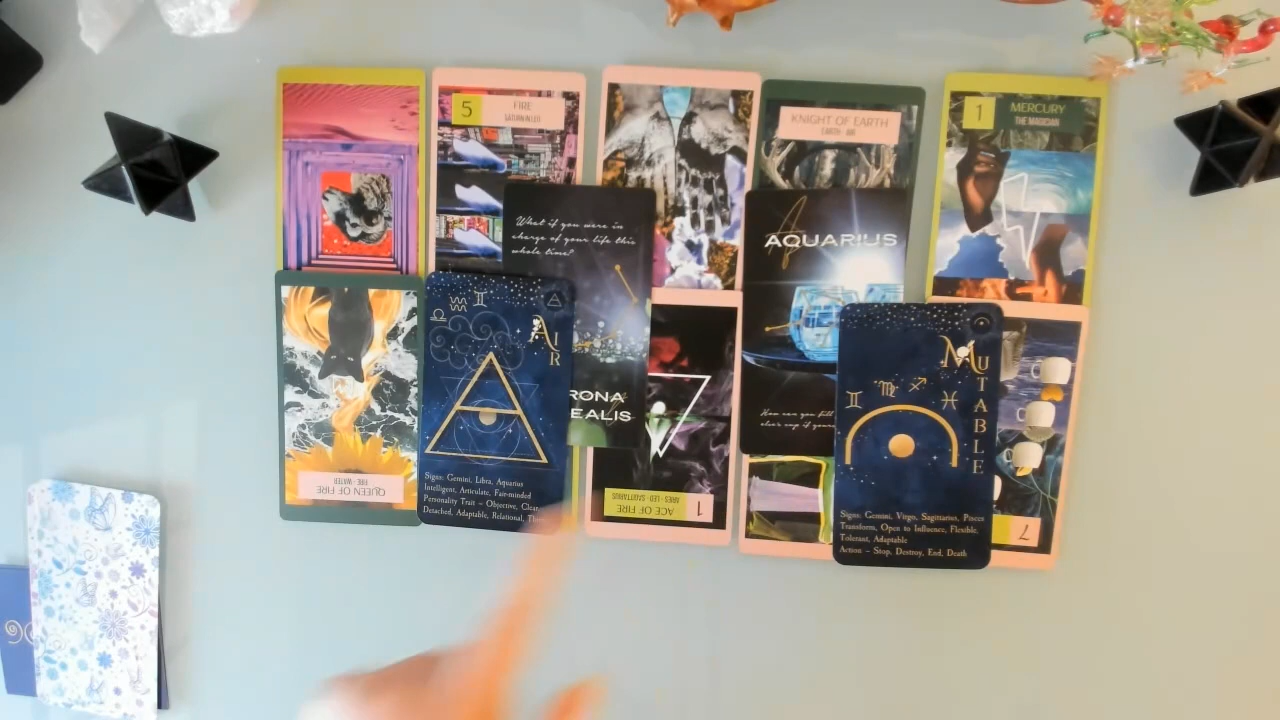 5
FIRE
SATURN IN LEO
KNIGHT OF EARTH
EARTH · AIR
1
MERCURY
THE MAGICIAN
What if you were in
charge of your life this
whole time?
AQUARIUS
AIR
RONA
EALIS
MUTABLE
How can you fill
else's cup if your
QUEEN OF FIRE
FIRE · WATER
Signs: Gemini, Libra, Aquarius
Intelligent, Articulate, Fair-minded
Personality Trait – Objective, Clear,
Detached, Adaptable, Relational,
ACE OF FIRE
ARIES · LEO · SAGITTARIUS
1
Signs: Gemini, Virgo, Sagittarius, Pisces
Transform, Open to Influence, Flexible,
Tolerant, Adaptable
Action – Stop, Destroy, End, Death
7